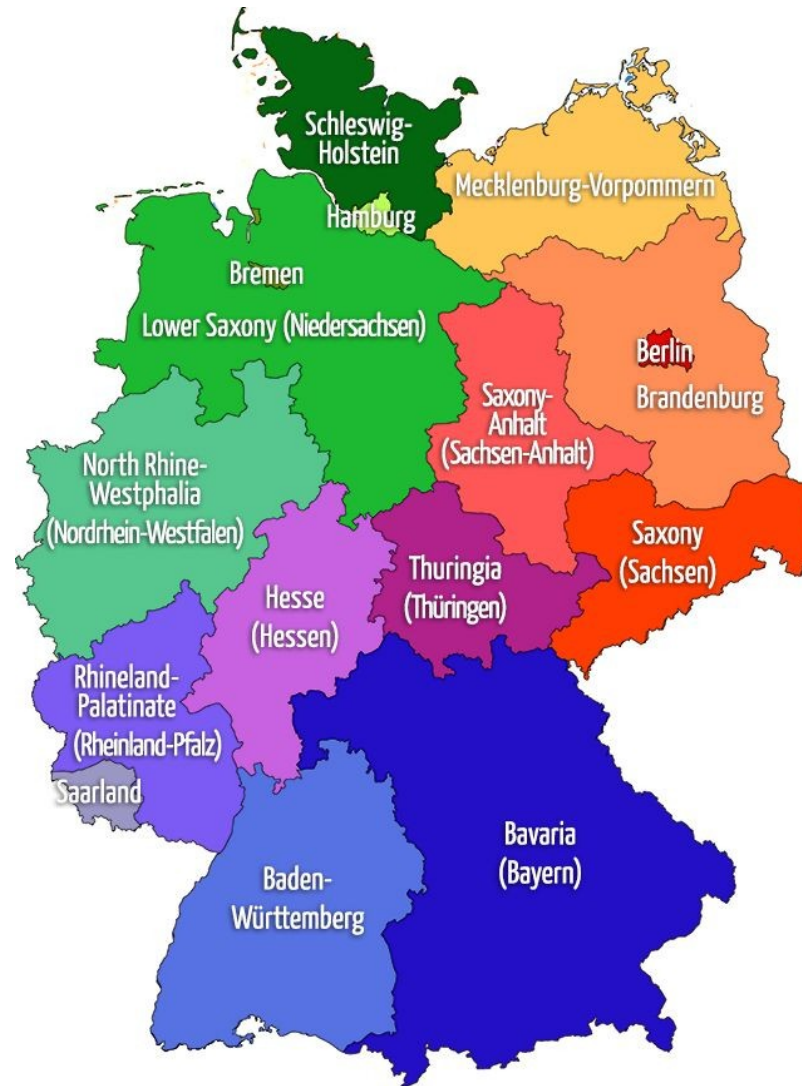 Schleswig-
Holstein
Mecklenburg-Vorpommern
Hamburg
Bremen
Lower Saxony (Niedersachsen)
Berlin
Brandenburg
Saxony-
Anhalt
(Sachsen-Anhalt)
North Rhine-
Westphalia
(Nordrhein-Westfalen)
Saxony
(Sachsen)
Thuringia
(Thüringen)
Hesse
(Hessen)
Rhineland-
Palatinate
(Rheinland-Pfalz)
Saarland
Bavaria
(Bayern)
Baden-
Württemberg